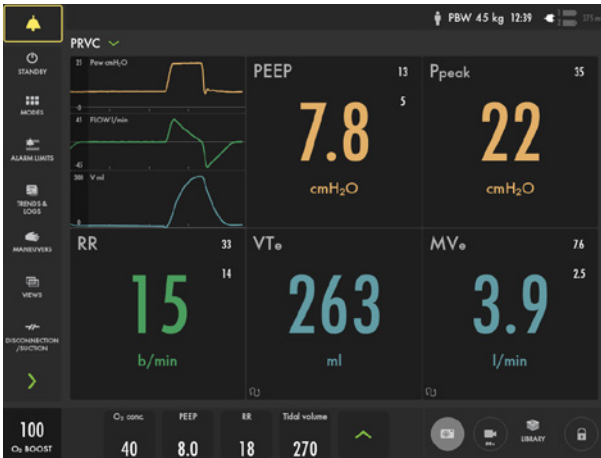 PBW 45 kg 12:39
PRVC
STANDBY
MODES
ALARM LIMITS
TRENDS &
LOGS
MANEUVERS
VIEWS
DISCONNECTION
/SUCTION
Paw cmH₂O
FLOW l/min
41
-45
V ml
PEEP 13
5
7.8
cmH₂O
Ppeak 35
22
cmH₂O
RR 33
14
15
b/min
VTe
263
ml
MVe 7.6
2.5
3.9
l/min
100
O₂ BOOST
O₂ conc. PEEP RR Tidal volume
40 8.0 18 270
LIBRARY